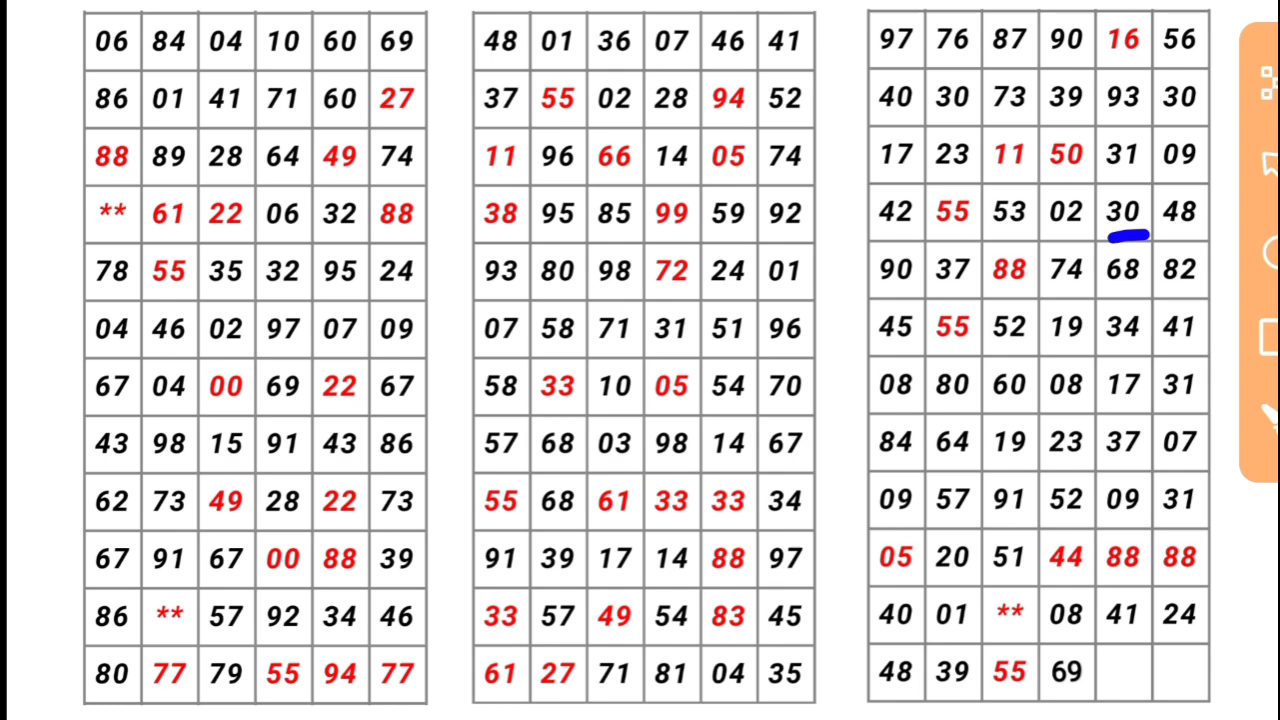 06 84 04 10 60 69
86 01 41 71 60 27
88 89 28 64 49 74
** 61 22 06 32 88
78 55 35 32 95 24
04 46 02 97 07 09
67 04 00 69 22 67
43 98 15 91 43 86
62 73 49 28 22 73
67 91 67 00 88 39
86 ** 57 92 34 46
80 77 79 55 94 77
48 01 36 07 46 41
37 55 02 28 94 52
11 96 66 14 05 74
38 95 85 99 59 92
93 80 98 72 24 01
07 58 71 31 51 96
58 33 10 05 54 70
57 68 03 98 14 67
55 68 61 33 33 34
91 39 17 14 88 97
33 57 49 54 83 45
61 27 71 81 04 35
97 76 87 90 16 56
40 30 73 39 93 30
17 23 11 50 31 09
42 55 53 02 30 48
90 37 88 74 68 82
45 55 52 19 34 41
08 80 60 08 17 31
84 64 19 23 37 07
09 57 91 52 09 31
05 20 51 44 88 88
40 01 ** 08 41 24
48 39 55 69